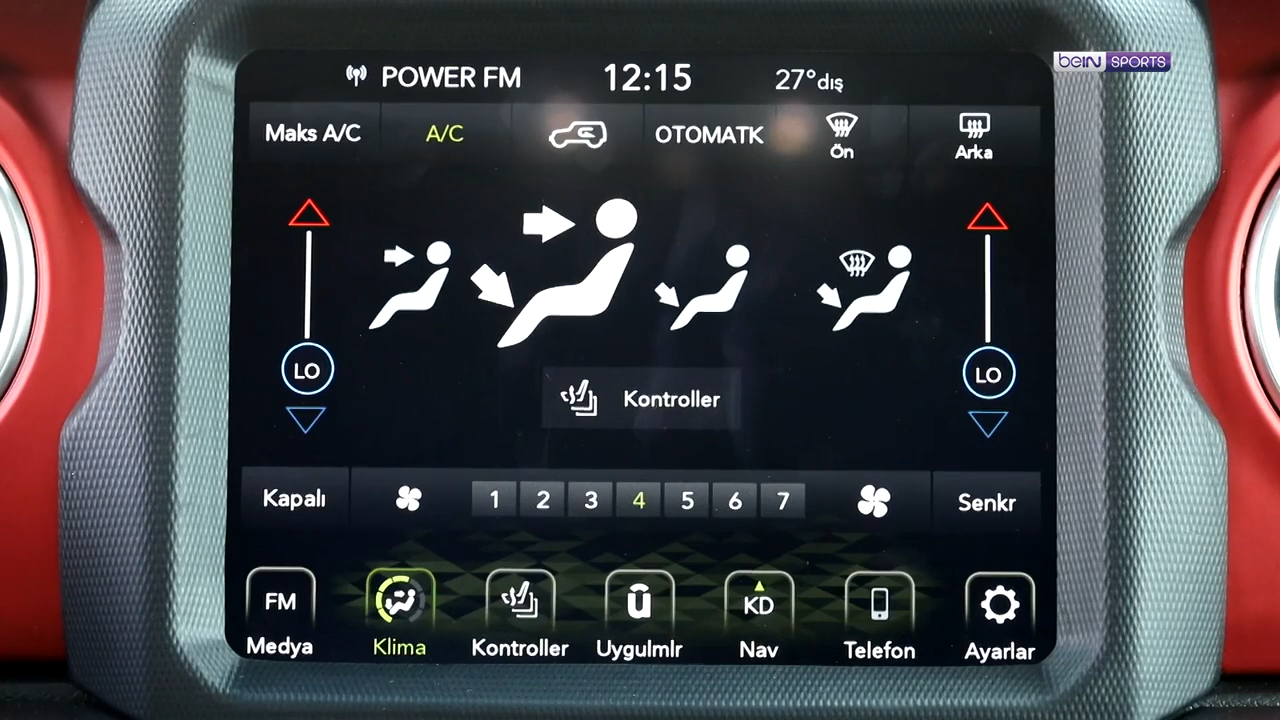 beIN SPORTS
POWER FM 12:15 27°dış
Maks A/C A/C OTOMATK Ön Arka
LO LO
Kontroller
Kapalı 1 2 3 4 5 6 7 Senkr
FM KD
Medya Klima Kontroller Uygulmlr Nav Telefon Ayarlar